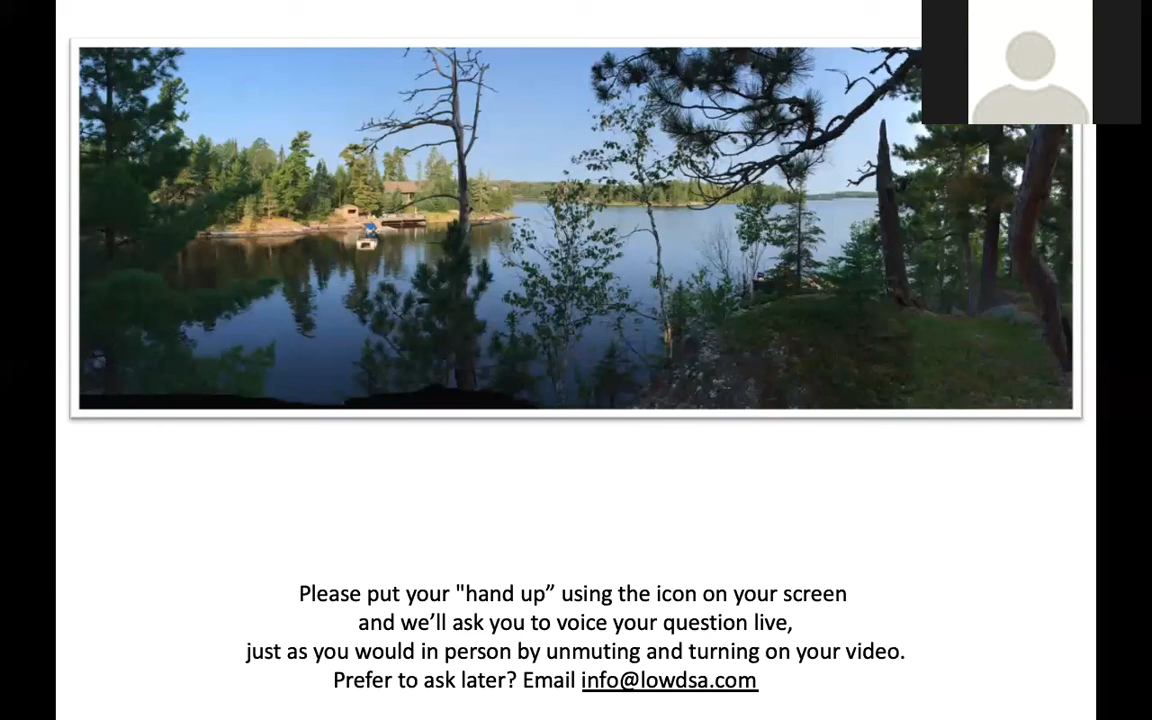 Please put your "hand up” using the icon on your screen
and we’ll ask you to voice your question live,
just as you would in person by unmuting and turning on your video.
Prefer to ask later? Email info@lowdsa.com